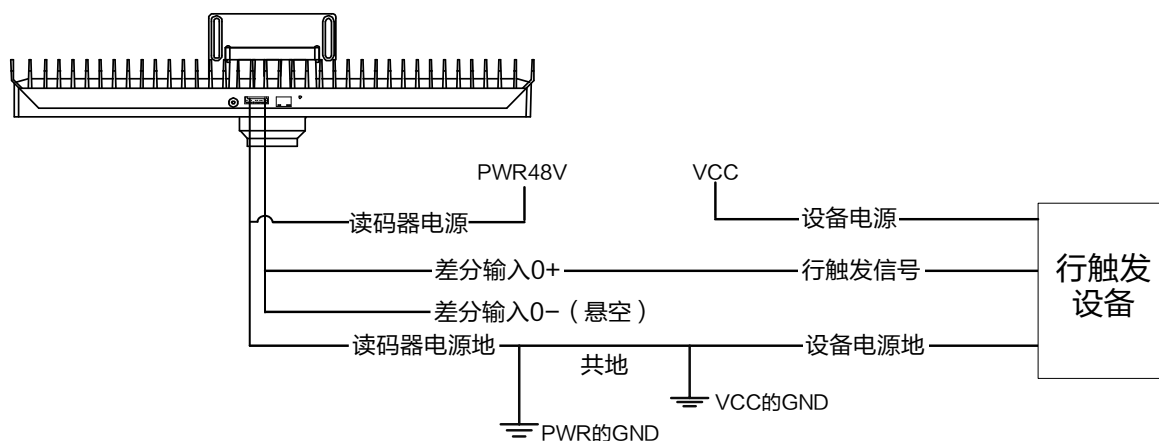 PWR48V
VCC
读码器电源
设备电源
差分输入0+
行触发信号
行触发
设备
差分输入0-（悬空）
读码器电源地
共地
设备电源地
VCC的GND
PWR的GND